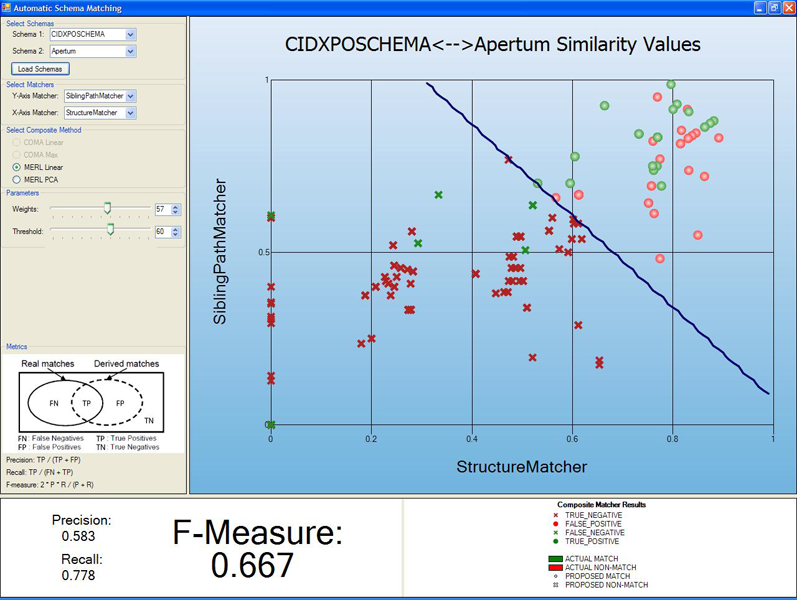 Automatic Schema Matching
Select Schemas
Schema 1: CIDXPOSCHEMA
Schema 2: Apertum
Load Schemas
Select Matchers
Y-Axis Matcher: SiblingPathMatcher
X-Axis Matcher: StructureMatcher
Select Composite Method
COMA Linear
COMA Max
MERL Linear
MERL PCA
Parameters
Weights: 57
Threshold: 60
Metrics
Real matches Derived matches
FN TP FP
TN
FN: False Negatives TP: True Positives
FP: False Positives TN: True Negatives
Precision: TP / (TP + FP)
Recall: TP / (FN + TP)
F-measure: 2 * P * R / (P + R)
CIDXPOSCHEMA<-->Apertum Similarity Values
SiblingPathMatcher
1
0.5
0
0 0.2 0.4 0.6 0.8 1
StructureMatcher
Precision:
0.583
Recall:
0.778
F-Measure:
0.667
Composite Matcher Results
TRUE_NEGATIVE
FALSE_POSITIVE
FALSE_NEGATIVE
TRUE_POSITIVE
ACTUAL MATCH
ACTUAL NON-MATCH
PROPOSED MATCH
PROPOSED NON-MATCH